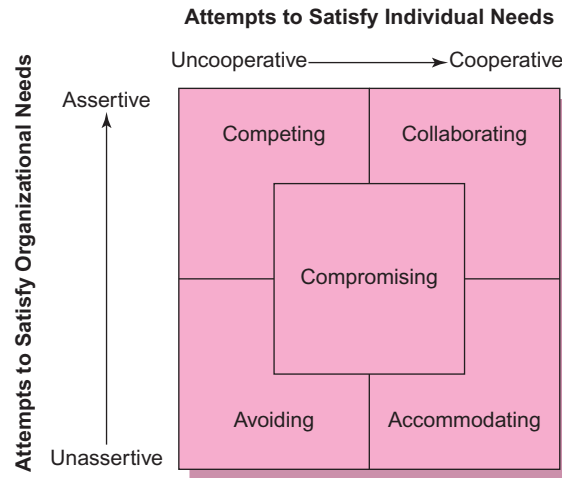 Attempts to Satisfy Individual Needs
Uncooperative Cooperative
Assertive
Competing Collaborating
Attempts to Satisfy Organizational Needs
Compromising
Avoiding Accommodating
Unassertive